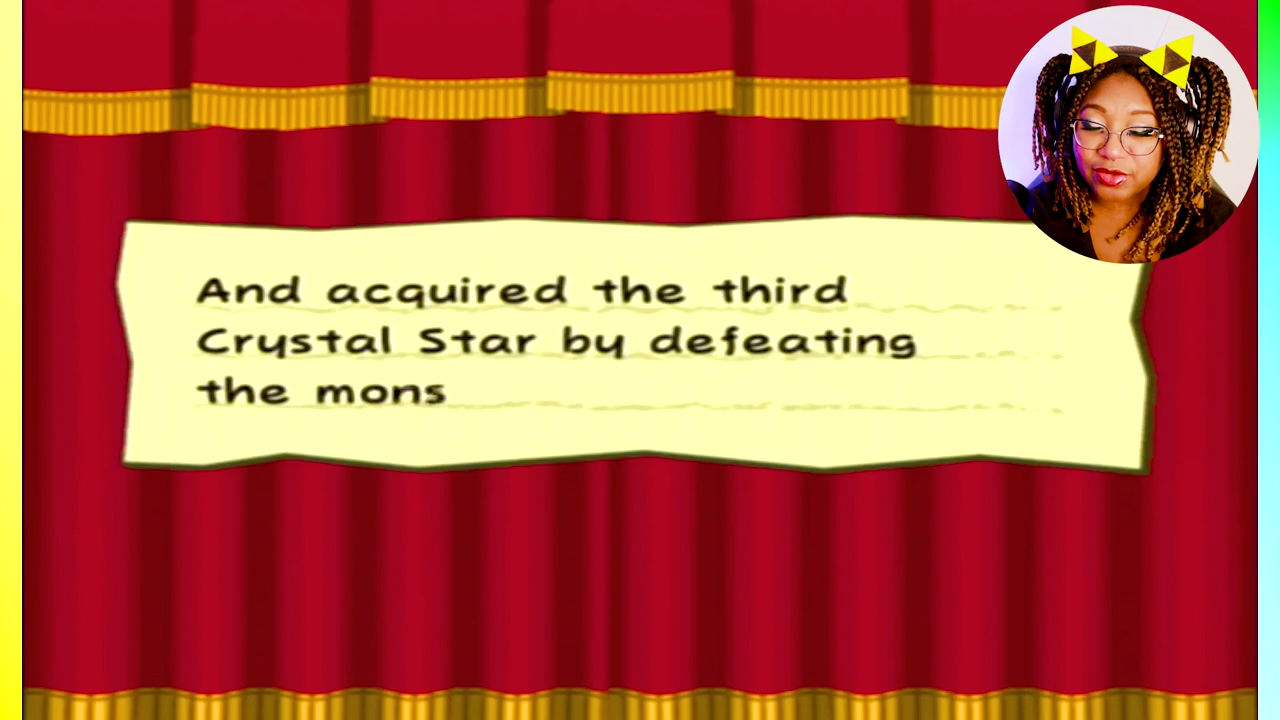 And acquired the third
Crystal Star by defeating
the mons